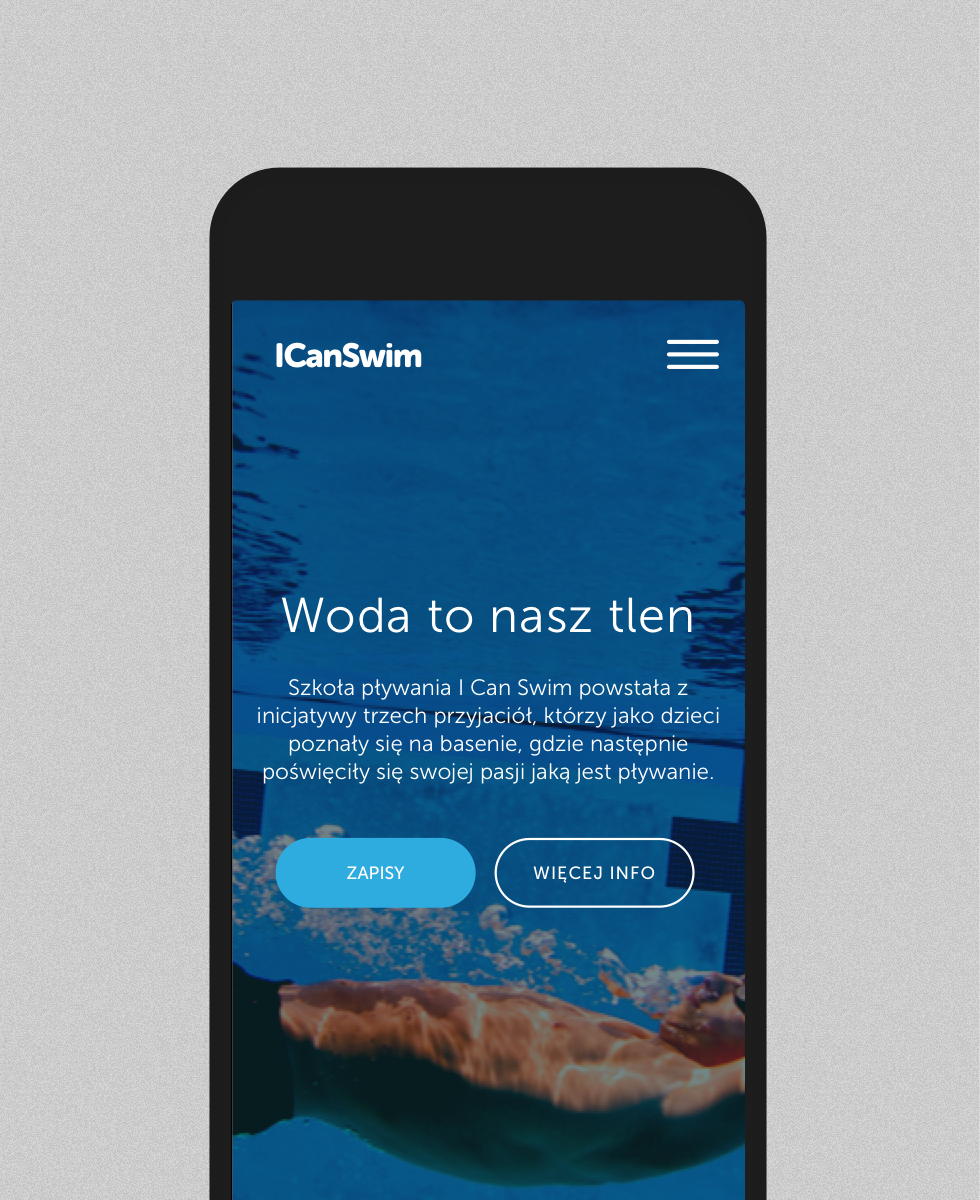 ICanSwim
Woda to nasz tlen
Szkoła pływania I Can Swim powstała z
inicjatywy trzech przyjaciół, którzy jako dzieci
poznały się na basenie, gdzie następnie
poświęciły się swojej pasji jaką jest pływanie.
ZAPISY
WIĘCEJ INFO